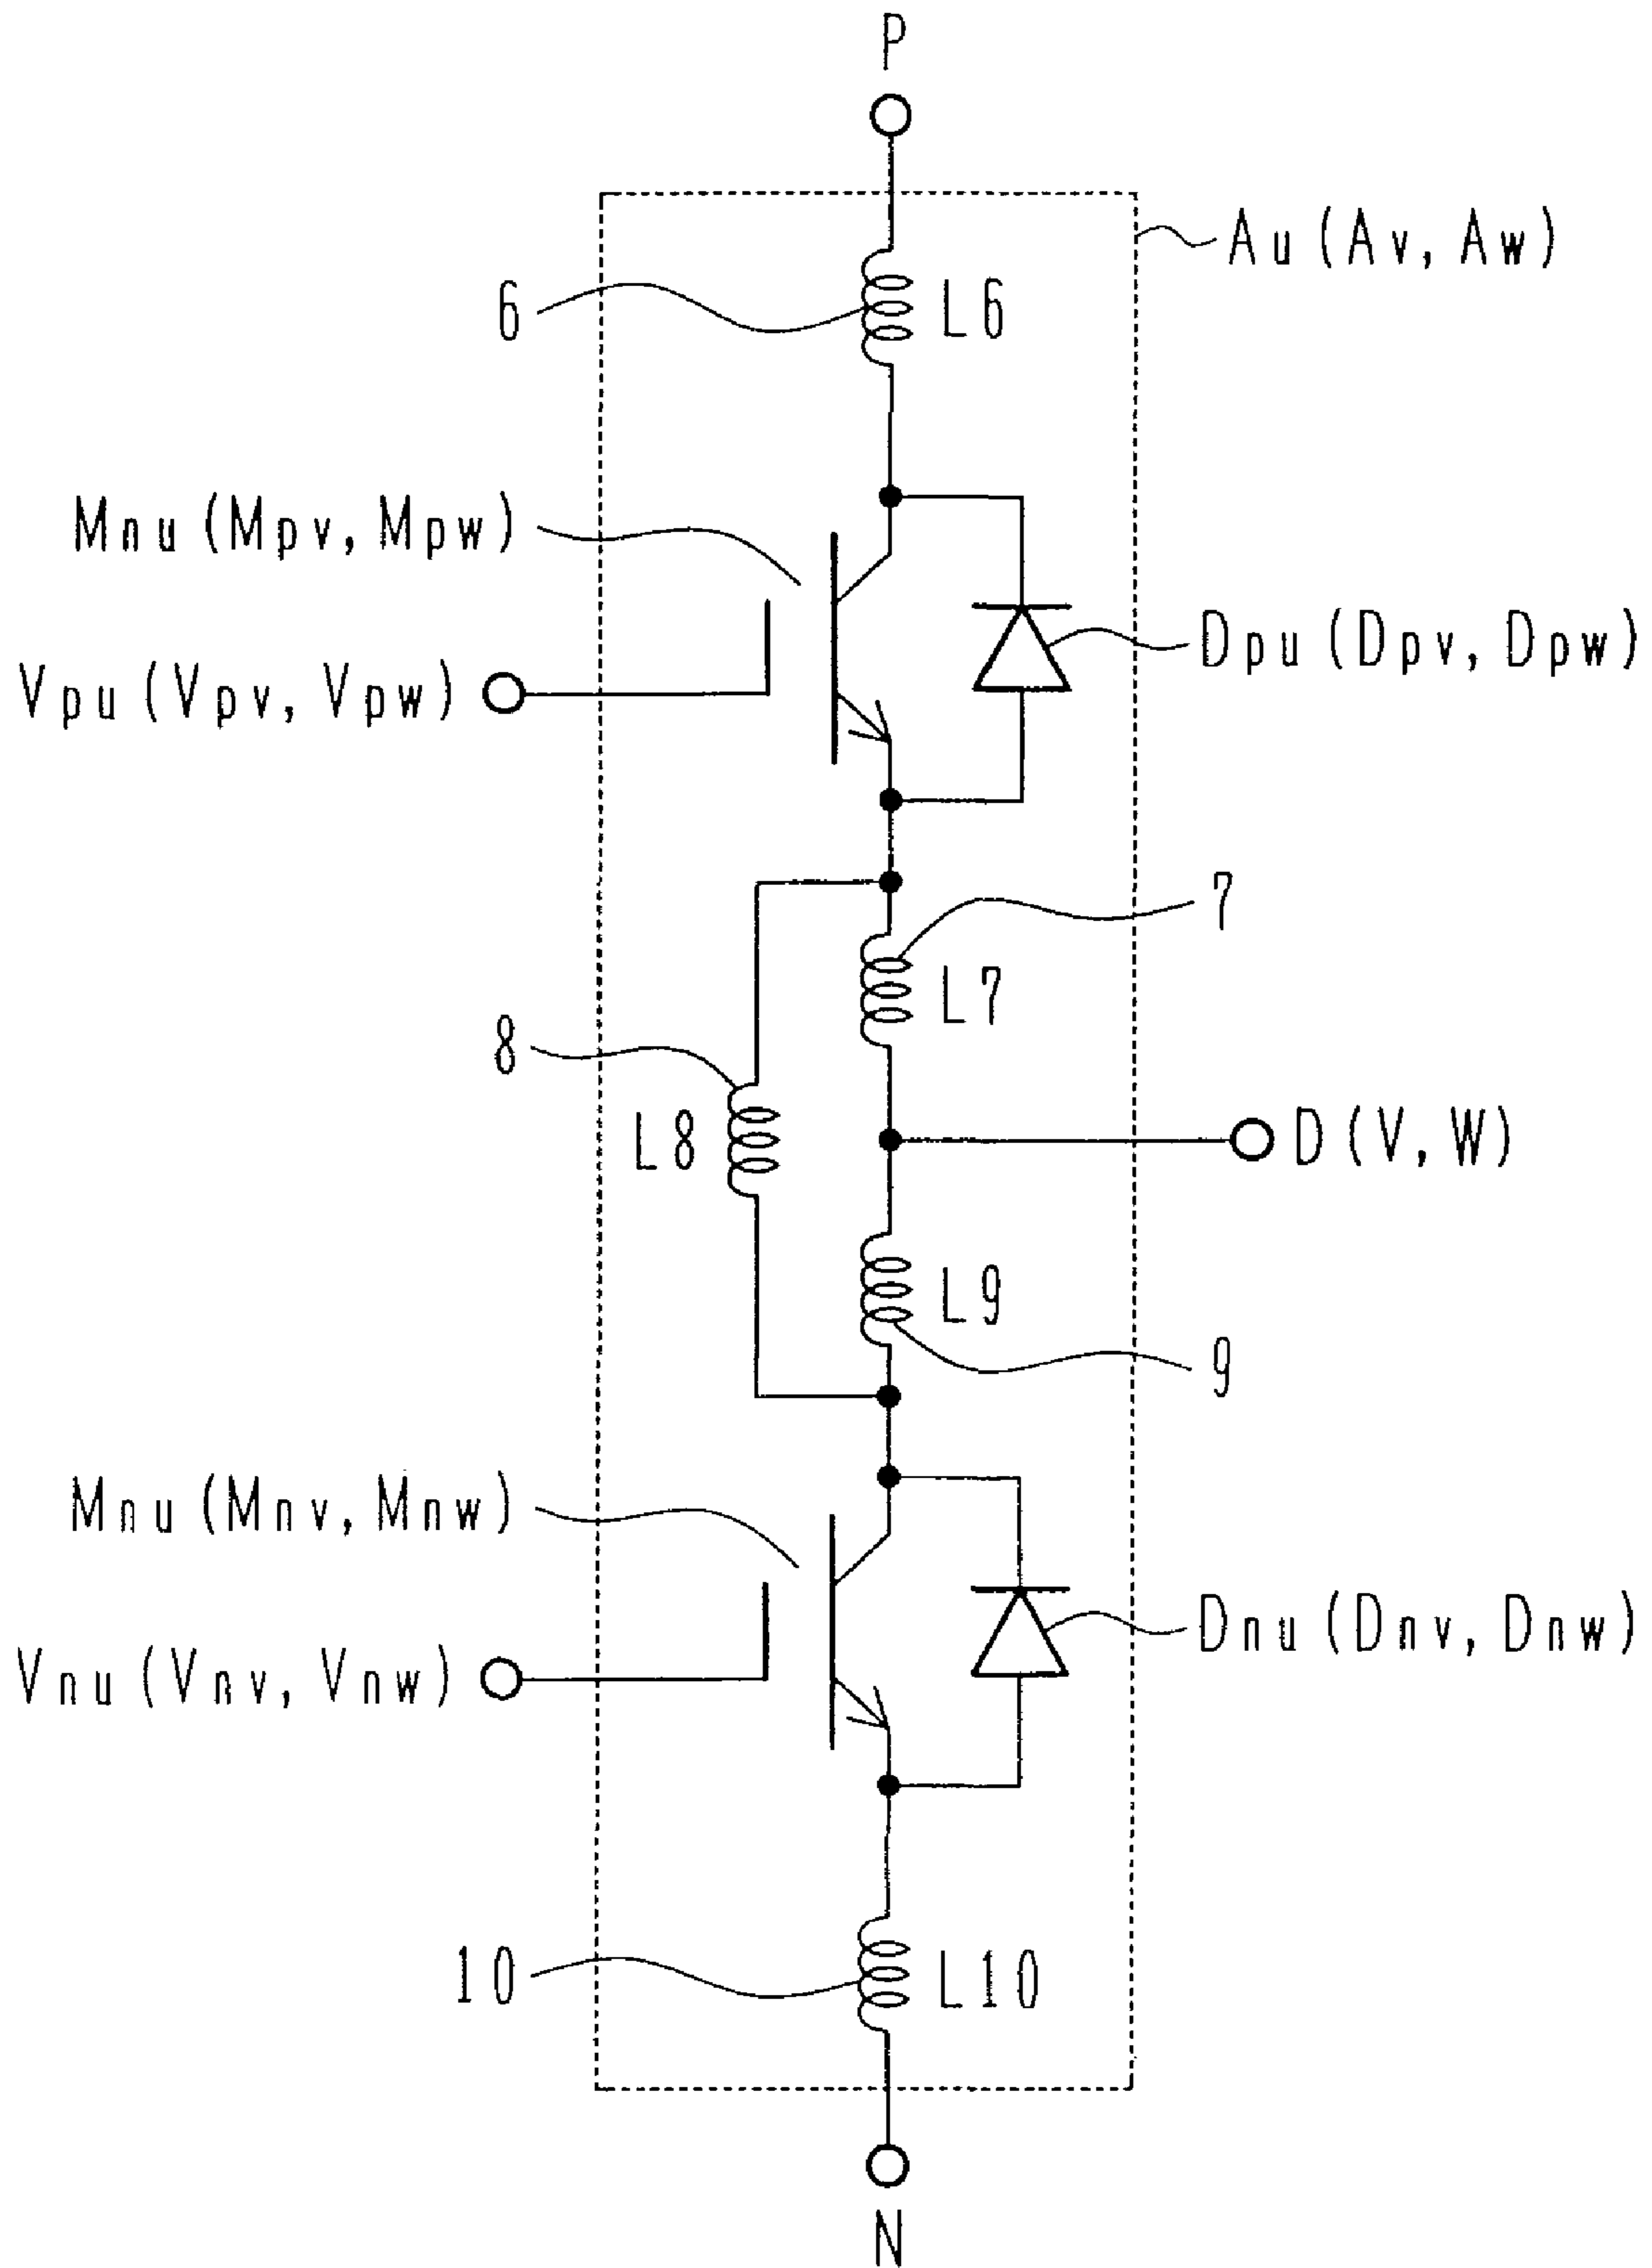 P
Au(Av,Aw)
6
L6
Mnu(Mpv,Mpw)
Dpu(Dpv,Dpw)
Vpu(Vpv,Vpw)
7
L7
8
L8
D(V,W)
L9
9
Mnu(Mnv,Mnw)
Dnu(Dnv,Dnw)
Vnu(Vnv,Vnw)
10
L10
N